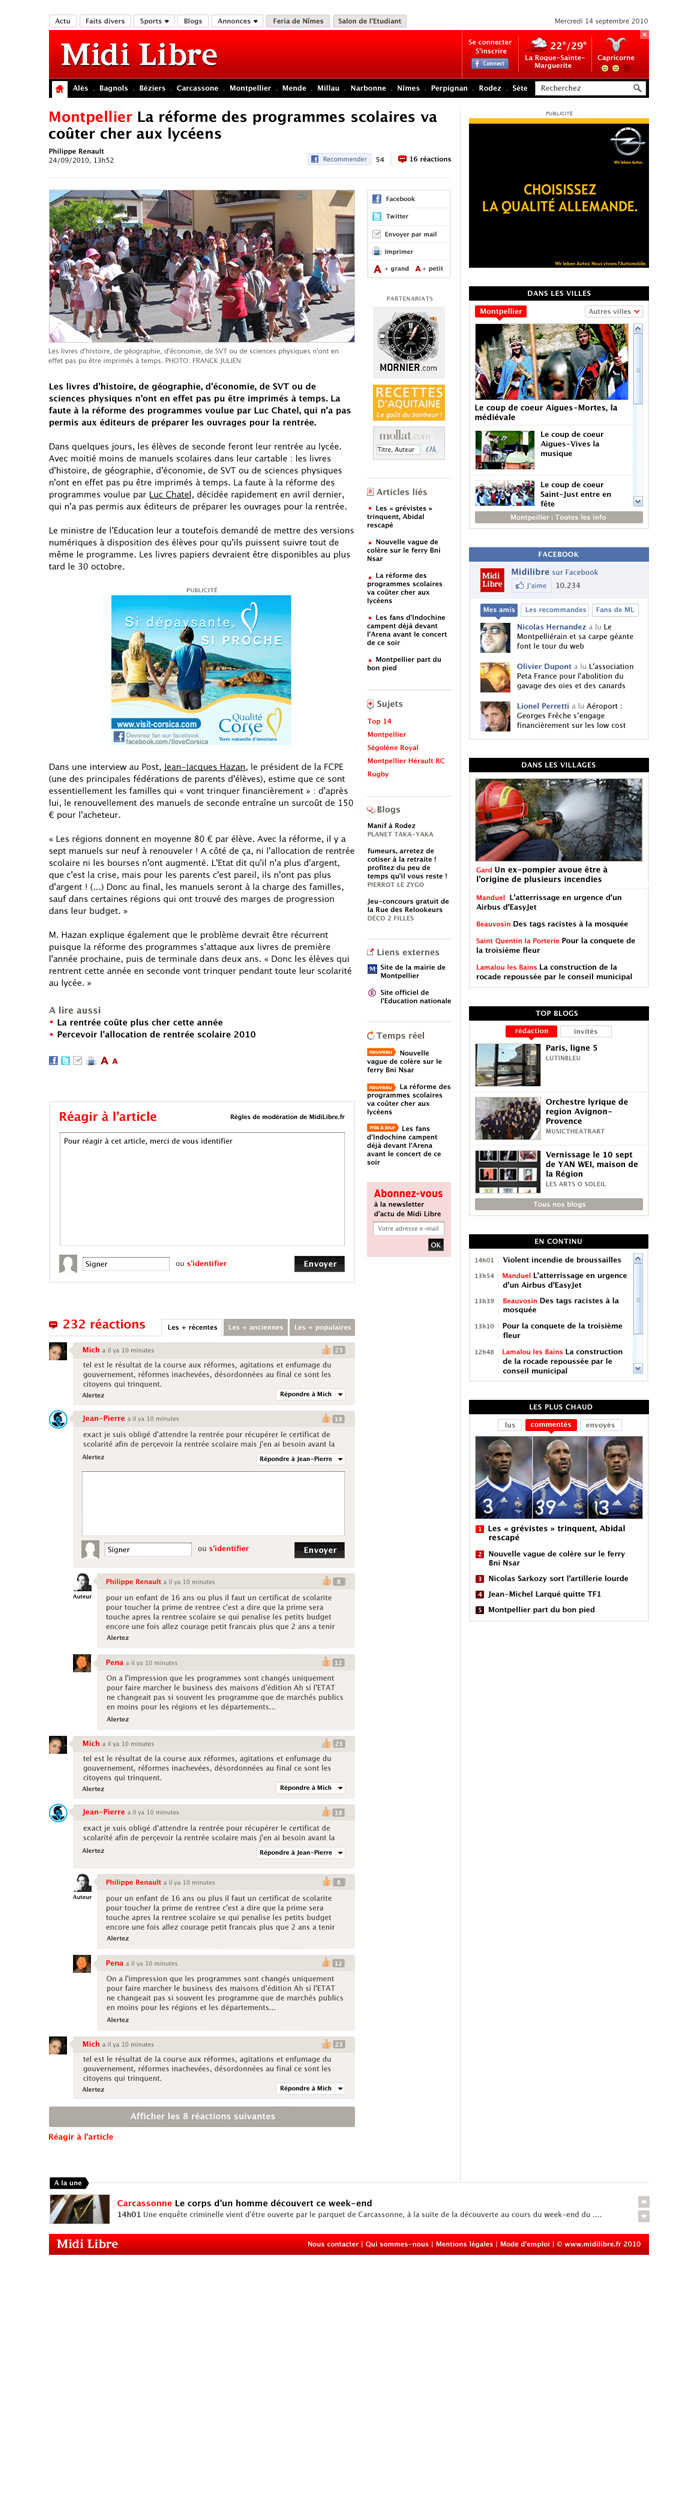 Actu
Faits divers
Sports
Blogs
Annonces
Feria de Nîmes
Salon de l'Etudiant
Mercredi 14 septembre 2010
Midi Libre
Se connecter
S'inscrire
Connect
22°/29°
La Roque-Sainte-
Marguerite
Capricorne
Alès . Bagnols . Béziers . Carcassone . Montpellier . Mende . Millau . Narbonne . Nîmes . Perpignan . Rodez . Sète
Recherchez
Montpellier La réforme des programmes scolaires va
coûter cher aux lycéens
Philippe Renault
24/09/2010, 13h52
Recommender 54
16 réactions
Les livres d'histoire, de géographie, d'économie, de SVT ou de sciences physiques n'ont en
effet pas pu être imprimés à temps. PHOTO: FRANCK JULIEN
Les livres d'histoire, de géographie, d'économie, de SVT ou de
sciences physiques n'ont en effet pas pu être imprimés à temps. La
faute à la réforme des programmes voulue par Luc Chatel, qui n'a pas
permis aux éditeurs de préparer les ouvrages pour la rentrée.
Dans quelques jours, les élèves de seconde feront leur rentrée au lycée.
Avec moitié moins de manuels scolaires dans leur cartable : les livres
d'histoire, de géographie, d'économie, de SVT ou de sciences physiques
n'ont en effet pas pu être imprimés à temps. La faute à la réforme des
programmes voulue par Luc Chatel, décidée rapidement en avril dernier,
qui n'a pas permis aux éditeurs de préparer les ouvrages pour la rentrée.
Le ministre de l'Education leur a toutefois demandé de mettre des versions
numériques à disposition des élèves pour qu'ils puissent suivre tout de
même le programme. Les livres papiers devraient être disponibles au plus
tard le 30 octobre.
PUBLICITÉ
Si dépaysante,
SI PROCHE
www.visit-corsica.com
Devenez fan sur facebook
facebook.com/IloveCorsica
Qualité
Corse
Terre naturelle d'émotions
Dans une interview au Post, Jean-Jacques Hazan, le président de la FCPE
(une des principales fédérations de parents d'élèves), estime que ce sont
essentiellement les familles qui « vont trinquer financièrement » : d'après
lui, le renouvellement des manuels de seconde entraîne un surcoût de 150
€ pour l'acheteur.
« Les régions donnent en moyenne 80 € par élève. Avec la réforme, il y a
sept manuels sur neuf à renouveler ! A côté de ça, ni l'allocation de rentrée
scolaire ni les bourses n'ont augmenté. L'Etat dit qu'il n'a plus d'argent,
que c'est la crise, mais pour les parents c'est pareil, ils n'ont pas plus
d'argent ! (...) Donc au final, les manuels seront à la charge des familles,
sauf dans certaines régions qui ont trouvé des marges de progression
dans leur budget. »
M. Hazan explique également que le problème devrait être récurrent
puisque la réforme des programmes s'attaque aux livres de première
l'année prochaine, puis de terminale dans deux ans. « Donc les élèves qui
rentrent cette année en seconde vont trinquer pendant toute leur scolarité
au lycée. »
A lire aussi
La rentrée coûte plus cher cette année
Percevoir l'allocation de rentrée scolaire 2010
A A
Réagir à l'article
Règles de modération de MidiLibre.fr
Pour réagir à cet article, merci de vous identifier
Signer
ou s'identifier
Envoyer
232 réactions
Les + récentes
Les + anciennes
Les + populaires
Mich a il ya 10 minutes
23
tel est le résultat de la course aux réformes, agitations et enfumage du
gouvernement, réformes inachevées, désordonnées au final ce sont les
citoyens qui trinquent.
Alertez
Répondre à Mich
Jean-Pierre a il ya 10 minutes
18
exact je suis obligé d'attendre la rentrée pour récupérer le certificat de
scolarité afin de perçevoir la rentrée scolaire mais j'en ai besoin avant la
Alertez
Répondre à Jean-Pierre
Signer
ou s'identifier
Envoyer
Auteur
Philippe Renault a il ya 10 minutes
8
pour un enfant de 16 ans ou plus il faut un certificat de scolarite
pour toucher la prime de rentree c'est a dire que la prime sera
touche apres la rentree scolaire se qui penalise les petits budget
encore une fois allez courage petit francais plus que 2 ans a tenir
Alertez
Pena a il ya 10 minutes
12
On a l'impression que les programmes sont changés uniquement
pour faire marcher le business des maisons d'édition Ah si l'ETAT
ne changeait pas si souvent les programme que de marchés publics
en moins pour les régions et les départements...
Alertez
Mich a il ya 10 minutes
23
tel est le résultat de la course aux réformes, agitations et enfumage du
gouvernement, réformes inachevées, désordonnées au final ce sont les
citoyens qui trinquent.
Alertez
Répondre à Mich
Jean-Pierre a il ya 10 minutes
18
exact je suis obligé d'attendre la rentrée pour récupérer le certificat de
scolarité afin de perçevoir la rentrée scolaire mais j'en ai besoin avant la
Alertez
Répondre à Jean-Pierre
Auteur
Philippe Renault a il ya 10 minutes
8
pour un enfant de 16 ans ou plus il faut un certificat de scolarite
pour toucher la prime de rentree c'est a dire que la prime sera
touche apres la rentree scolaire se qui penalise les petits budget
encore une fois allez courage petit francais plus que 2 ans a tenir
Alertez
Pena a il ya 10 minutes
12
On a l'impression que les programmes sont changés uniquement
pour faire marcher le business des maisons d'édition Ah si l'ETAT
ne changeait pas si souvent les programme que de marchés publics
en moins pour les régions et les départements...
Alertez
Mich a il ya 10 minutes
23
tel est le résultat de la course aux réformes, agitations et enfumage du
gouvernement, réformes inachevées, désordonnées au final ce sont les
citoyens qui trinquent.
Alertez
Répondre à Mich
Afficher les 8 réactions suivantes
Réagir à l'article
Facebook
Twitter
Envoyer par mail
Imprimer
A + grand A + petit
PARTENARIATS
MORNIER.com
RECETTES
D'AQUITAINE
Le goût du bonheur !
mollat.com
Titre, Auteur
Ok
Articles liés
Les « grévistes »
trinquent, Abidal
rescapé
Nouvelle vague de
colère sur le ferry Bni
Nsar
La réforme des
programmes scolaires
va coûter cher aux
lycéens
Les fans d'Indochine
campent déjà devant
l'Arena avant le concert
de ce soir
Montpellier part du
bon pied
Sujets
Top 14
Montpellier
Ségolène Royal
Montpellier Hérault RC
Rugby
Blogs
Manif à Rodez
PLANET TAKA-YAKA
fumeurs, arretez de
cotiser à la retraite !
profitez du peu de
temps qu'il vous reste !
PIERROT LE ZYGO
Jeu-concours gratuit de
la Rue des Relookeurs
DÉCO 2 FILLES
Liens externes
Site de la mairie de
Montpellier
Site officiel de
l'Education nationale
Temps réel
nouveau Nouvelle
vague de colère sur le
ferry Bni Nsar
nouveau La réforme des
programmes scolaires
va coûter cher aux
lycéens
mis à jour Les fans
d'Indochine campent
déjà devant l'Arena
avant le concert de ce
soir
Abonnez-vous
à la newsletter
d'actu de Midi Libre
Votre adresse e-mail
OK
PUBLICITÉ
Wir leben Autos.
CHOISISSEZ
LA QUALITÉ ALLEMANDE.
Wir leben Autos: Nous vivons l'Automobile.
DANS LES VILLES
Montpellier
Autres villes
Le coup de coeur Aigues-Mortes, la
médiévale
Le coup de coeur
Aigues-Vives la
musique
Le coup de coeur
Saint-Just entre en
fête
Montpellier : Toutes les info
FACEBOOK
Midi
Libre
Midilibre sur Facebook
J'aime 10.234
Mes amis
Les recommandes
Fans de ML
Nicolas Hernandez a lu Le
Montpelliérain et sa carpe géante
font le tour du web
Olivier Dupont a lu L'association
Peta France pour l'abolition du
gavage des oies et des canards
Lionel Perretti a lu Aéroport :
Georges Frêche s'engage
financièrement sur les low cost
DANS LES VILLAGES
Gard Un ex-pompier avoue être à
l'origine de plusieurs incendies
Manduel L'atterrissage en urgence d'un
Airbus d'EasyJet
Beauvosin Des tags racistes à la mosquée
Saint Quentin la Porterie Pour la conquete de
la troisième fleur
Lamalou les Bains La construction de la
rocade repoussée par le conseil municipal
TOP BLOGS
rédaction
invités
Paris, ligne 5
LUTINBLEU
Orchestre lyrique de
region Avignon-
Provence
MUSICTHEATRART
Vernissage le 10 sept
de YAN WEI, maison de
la Région
LES ARTS O SOLEIL
Tous nos blogs
EN CONTINU
14h01 Violent incendie de broussailles
13h54 Manduel L'atterrissage en urgence
d'un Airbus d'EasyJet
13h39 Beauvosin Des tags racistes à la
mosquée
13h10 Pour la conquete de la troisième
fleur
12h48 Lamalou les Bains La construction
de la rocade repoussée par le
conseil municipal
LES PLUS CHAUD
lus
commentés
envoyés
3 39 13
1 Les « grévistes » trinquent, Abidal
rescapé
2 Nouvelle vague de colère sur le ferry
Bni Nsar
3 Nicolas Sarkozy sort l'artillerie lourde
4 Jean-Michel Larqué quitte TF1
5 Montpellier part du bon pied
A la une
Carcassonne Le corps d'un homme découvert ce week-end
14h01 Une enquête criminelle vient d'être ouverte par le parquet de Carcassonne, à la suite de la découverte au cours du week-end du ....
Midi Libre
Nous contacter | Qui sommes-nous | Mentions légales | Mode d'emploi | © www.midilibre.fr 2010